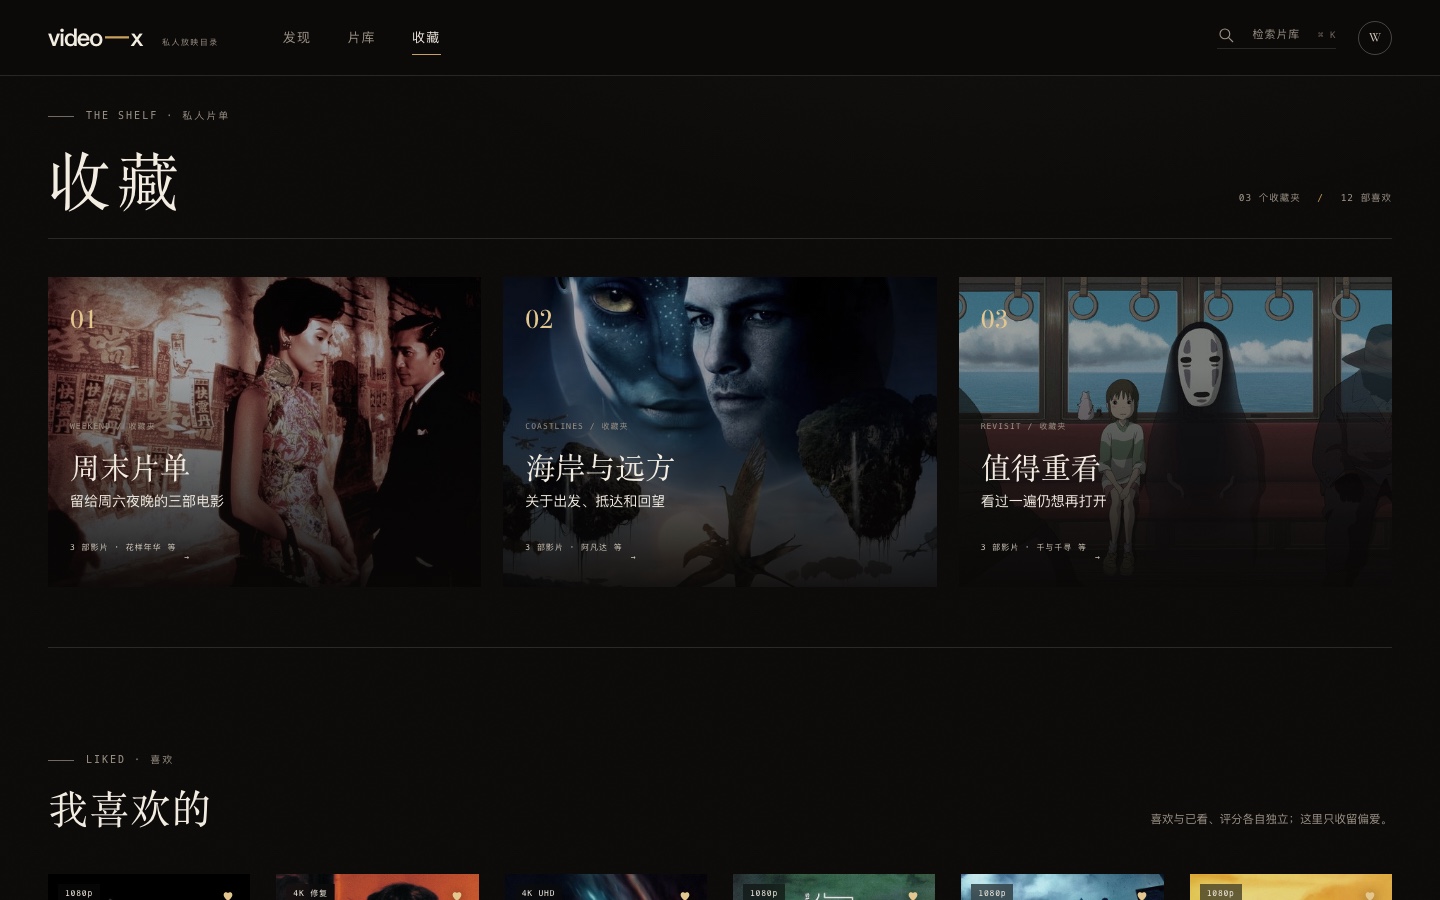 video—x 私人放映目录 发现 片库 收藏 检索片库 ⌘ K W
THE SHELF · 私人片单
收藏
03 个收藏夹 / 12 部喜欢
01
WEEKEND / 收藏夹
周末片单
留给周六夜晚的三部电影
3 部影片 · 花样年华 等 →
02
COASTLINES / 收藏夹
海岸与远方
关于出发、抵达和回望
3 部影片 · 阿凡达 等 →
03
REVISIT / 收藏夹
值得重看
看过一遍仍想再打开
3 部影片 · 千与千寻 等 →
LIKED · 喜欢
我喜欢的
喜欢与已看、评分各自独立；这里只收留偏爱。
1080p
4K 修复
4K UHD
1080p
1080p
1080p